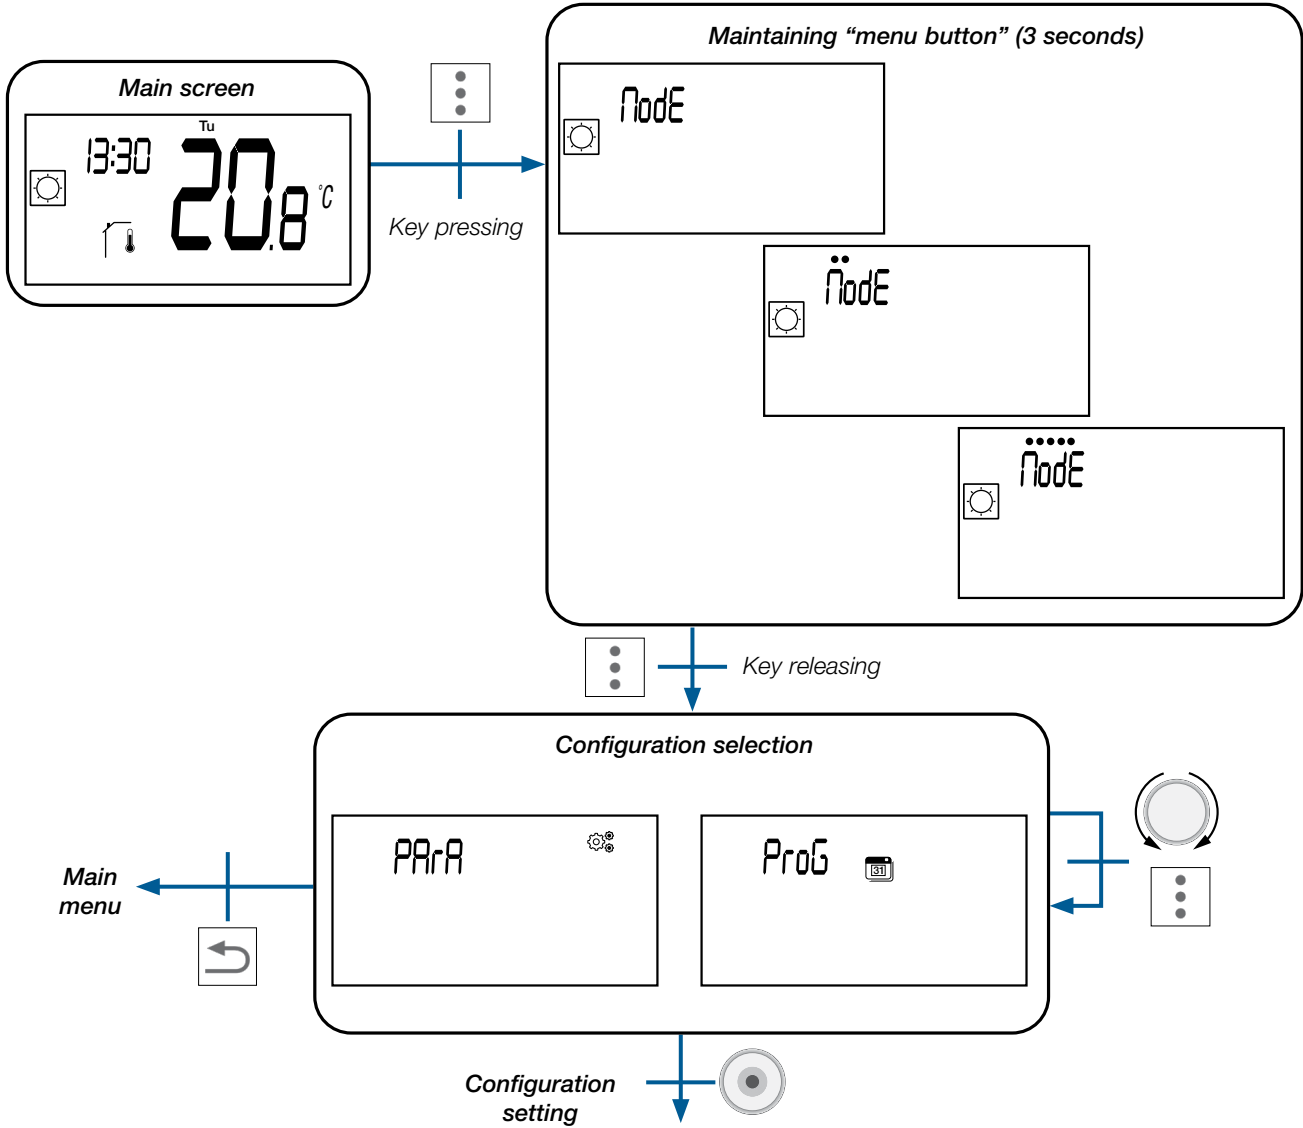 Maintaining “menu button” (3 seconds)
Main screen
Tu
13:30
20.8 °C
Key pressing
ModE
ModE
ModE
Key releasing
Configuration selection
PArA
ProG
31
Main
menu
Configuration
setting